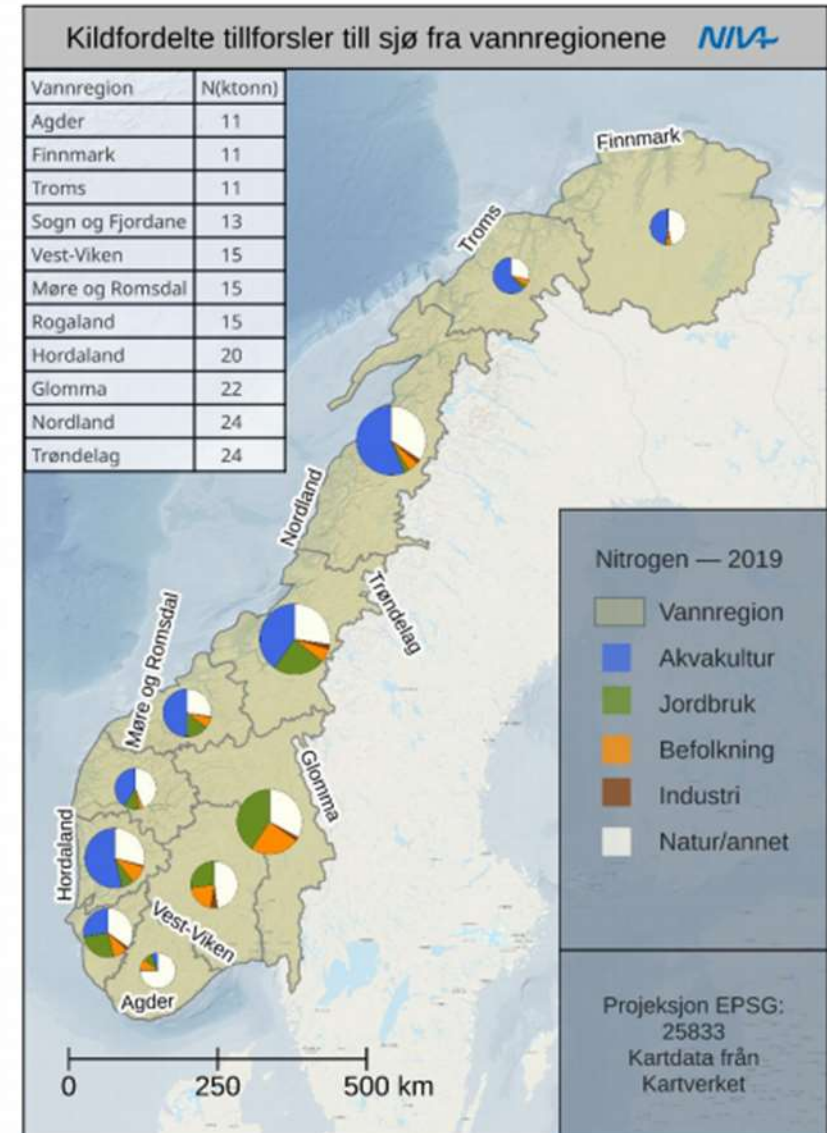 Kildfordelte tillforsler till sjø fra vannregionene NIVA
Vannregion N(ktonn)
Agder 11
Finnmark 11
Troms 11
Sogn og Fjordane 13
Vest-Viken 15
Møre og Romsdal 15
Rogaland 15
Hordaland 20
Glomma 22
Nordland 24
Trøndelag 24
Finnmark
Troms
Nordland
Trøndelag
Møre og Romsdal
Glomma
Hordaland
Vest-Viken
Agder
Nitrogen — 2019
Vannregion
Akvakultur
Jordbruk
Befolkning
Industri
Natur/annet
Projeksjon EPSG:
25833
Kartdata från
Kartverket
0 250 500 km